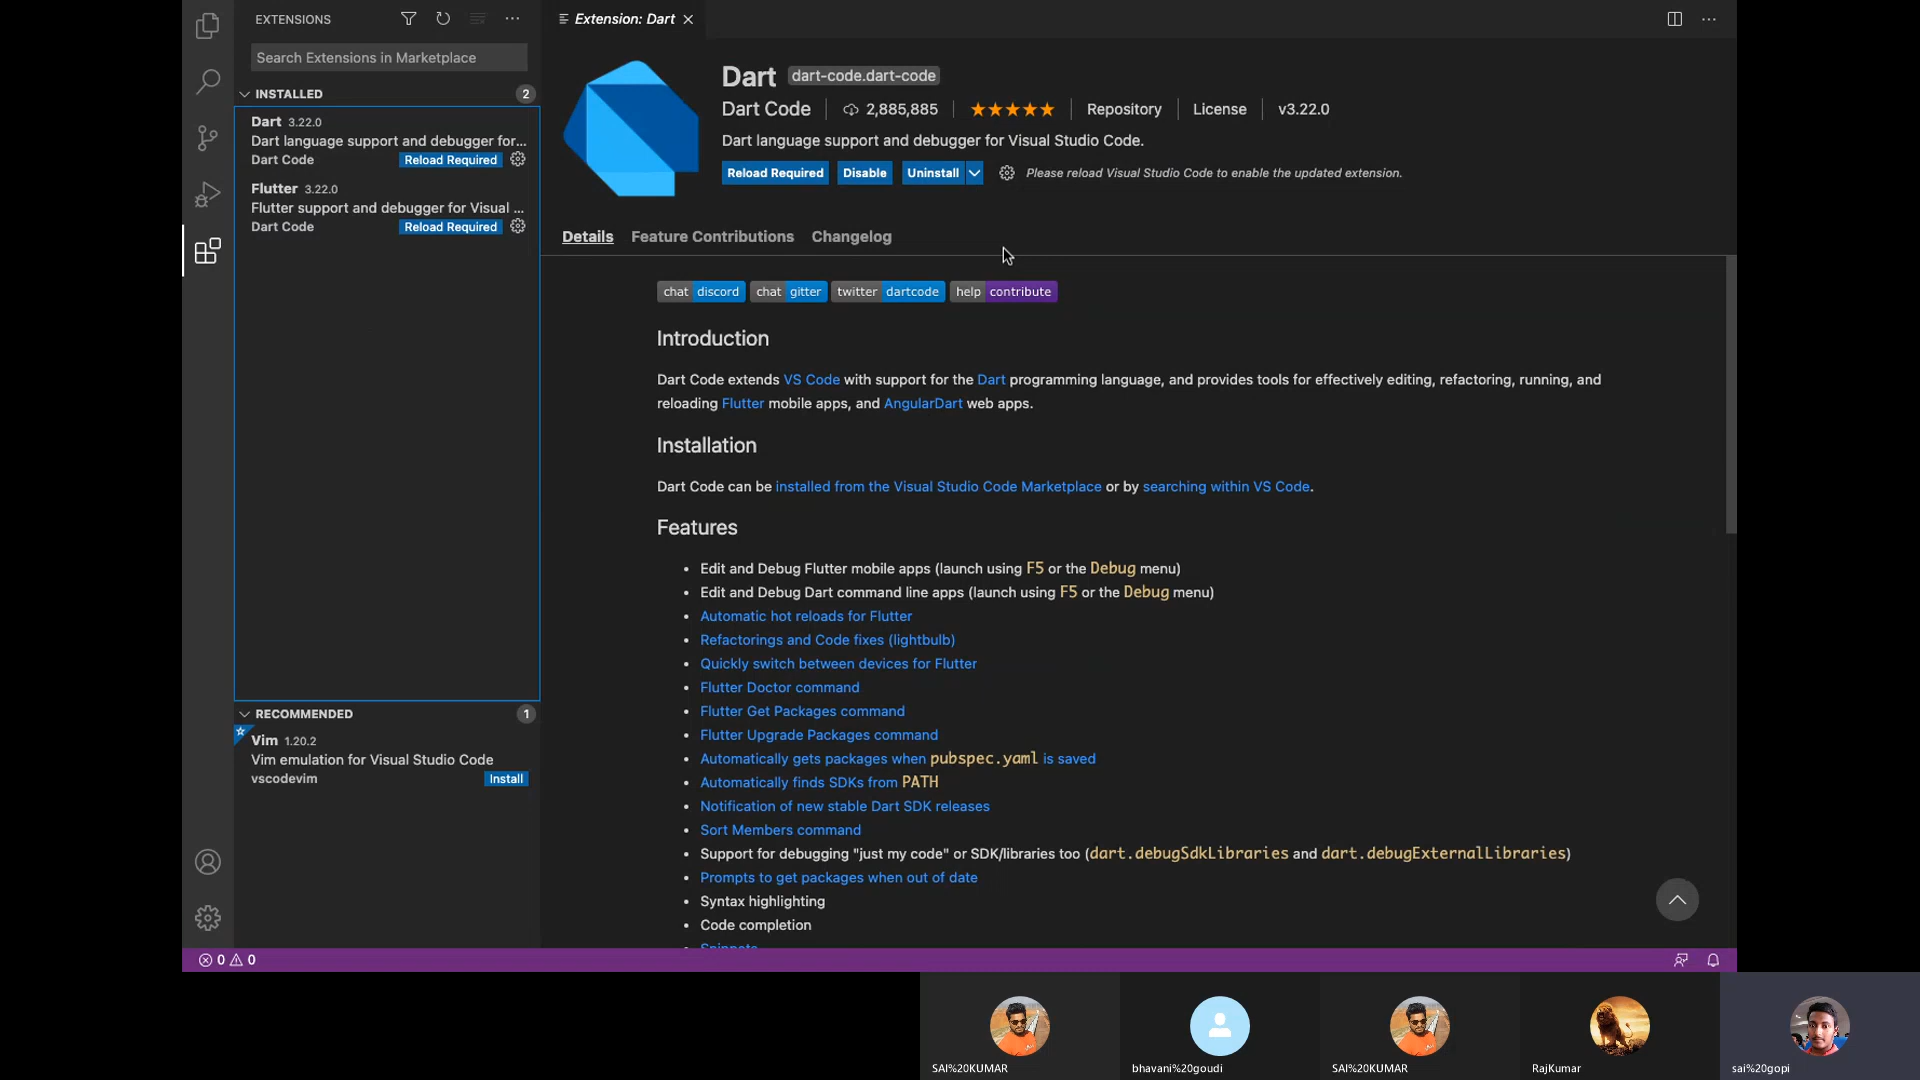 EXTENSIONS
Search Extensions in Marketplace
INSTALLED
2
Dart 3.22.0
Dart language support and debugger for...
Dart Code
Reload Required
Flutter 3.22.0
Flutter support and debugger for Visual ...
Dart Code
Reload Required
RECOMMENDED
1
Vim 1.20.2
Vim emulation for Visual Studio Code
vscodevim
Install
Extension: Dart
Dart dart-code.dart-code
Dart Code 2,885,885 Repository License v3.22.0
Dart language support and debugger for Visual Studio Code.
Reload Required Disable Uninstall Please reload Visual Studio Code to enable the updated extension.
Details Feature Contributions Changelog
chat discord chat gitter twitter dartcode help contribute
Introduction
Dart Code extends VS Code with support for the Dart programming language, and provides tools for effectively editing, refactoring, running, and
reloading Flutter mobile apps, and AngularDart web apps.
Installation
Dart Code can be installed from the Visual Studio Code Marketplace or by searching within VS Code.
Features
• Edit and Debug Flutter mobile apps (launch using F5 or the Debug menu)
• Edit and Debug Dart command line apps (launch using F5 or the Debug menu)
• Automatic hot reloads for Flutter
• Refactorings and Code fixes (lightbulb)
• Quickly switch between devices for Flutter
• Flutter Doctor command
• Flutter Get Packages command
• Flutter Upgrade Packages command
• Automatically gets packages when pubspec.yaml is saved
• Automatically finds SDKs from PATH
• Notification of new stable Dart SDK releases
• Sort Members command
• Support for debugging "just my code" or SDK/libraries too (dart.debugSdkLibraries and dart.debugExternalLibraries)
• Prompts to get packages when out of date
• Syntax highlighting
• Code completion
• Snippets
0 0
SAI%20KUMAR
bhavani%20goudi
SAI%20KUMAR
RajKumar
sai%20gopi